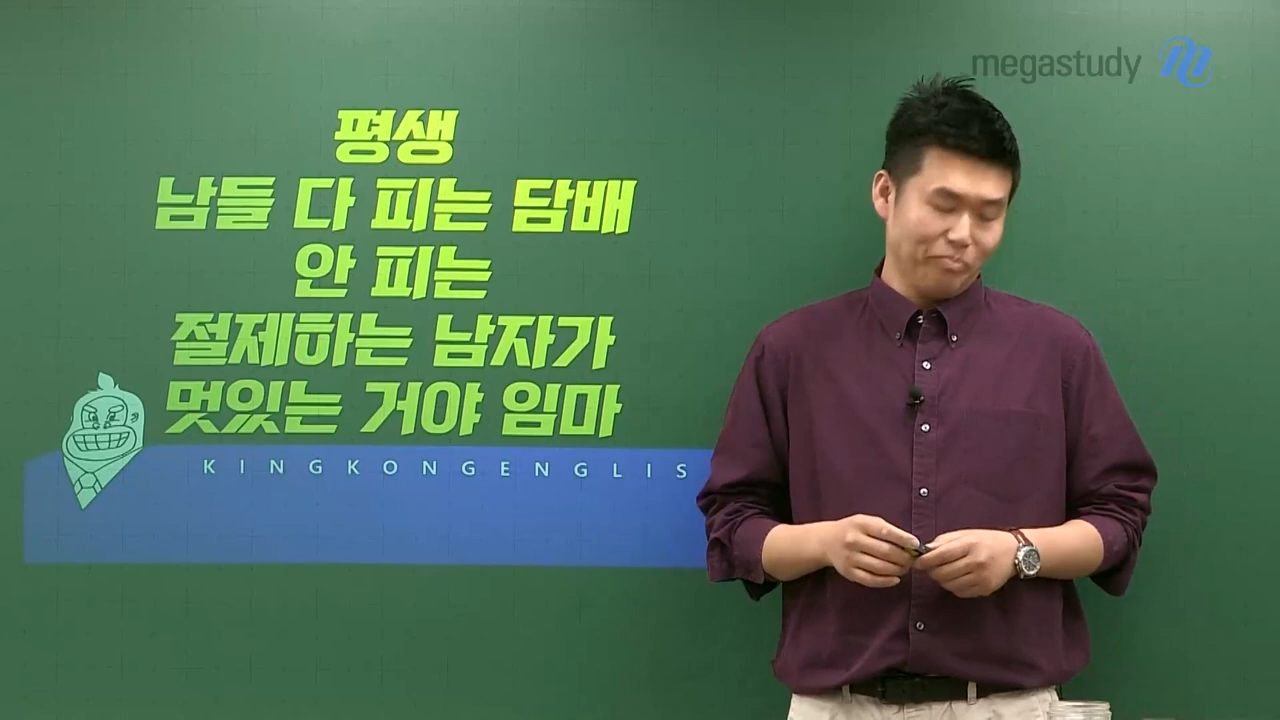 megastudy
평생
남들 다 피는 담배
안 피는
절제하는 남자가
멋있는 거야 임마
KINGKONGENGLIS